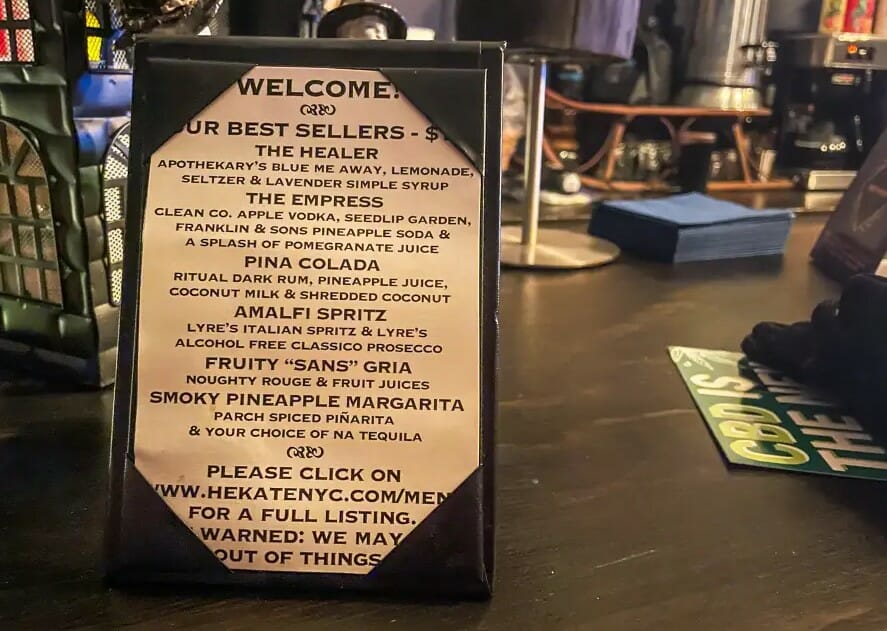 WELCOME!
UR BEST SELLERS - $
THE HEALER
APOTHEKARY'S BLUE ME AWAY, LEMONADE,
SELTZER & LAVENDER SIMPLE SYRUP
THE EMPRESS
CLEAN CO. APPLE VODKA, SEEDLIP GARDEN,
FRANKLIN & SONS PINEAPPLE SODA &
A SPLASH OF POMEGRANATE JUICE
PINA COLADA
RITUAL DARK RUM, PINEAPPLE JUICE,
COCONUT MILK & SHREDDED COCONUT
AMALFI SPRITZ
LYRE'S ITALIAN SPRITZ & LYRE'S
ALCOHOL FREE CLASSICO PROSECCO
FRUITY “SANS” GRIA
NOUGHTY ROUGE & FRUIT JUICES
SMOKY PINEAPPLE MARGARITA
PARCH SPICED PIÑARITA
& YOUR CHOICE OF NA TEQUILA
PLEASE CLICK ON
WWW.HEKATENYC.COM/MEN
FOR A FULL LISTING.
WARNED: WE MAY
OUT OF THINGS
CBD IS
THE NE